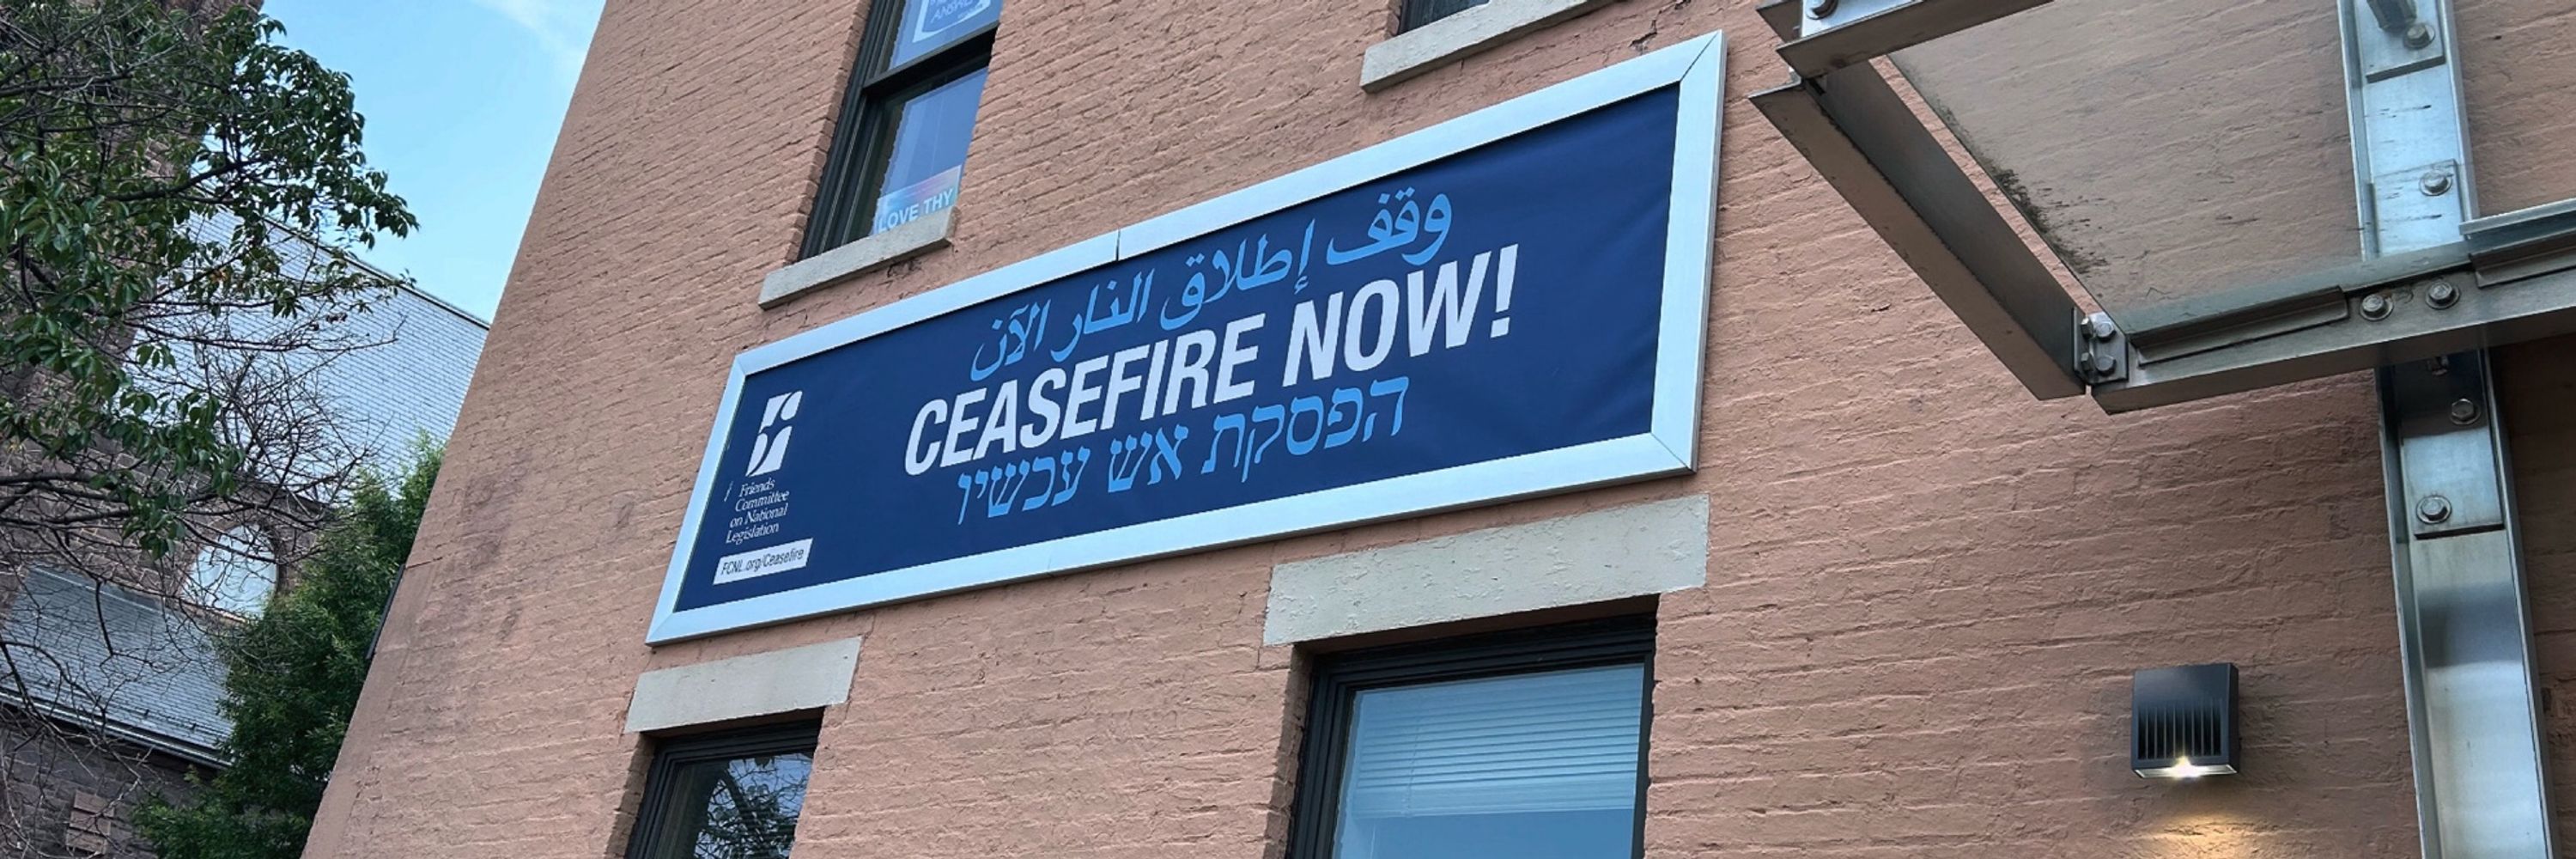 LOVE THY
وقف إطلاق النار الآن
CEASEFIRE NOW!
הפסקת אש עכשיו
Friends
Committee
on National
Legislation
FCNL.org/Ceasefire